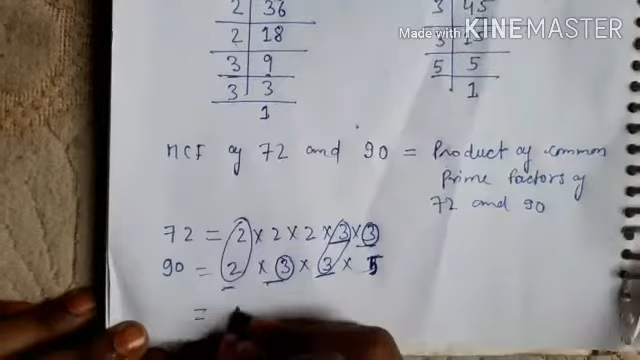 2 36
2 18
3 9
3 3
1
3 45
3 15
5 5
1
Made with KINEMASTER
HCF of 72 and 90 = Product of common
Prime factors of
72 and 90
72 = 2 × 2 × 2 × 3 × 3
90 = 2 × 3 × 3 × 5
=